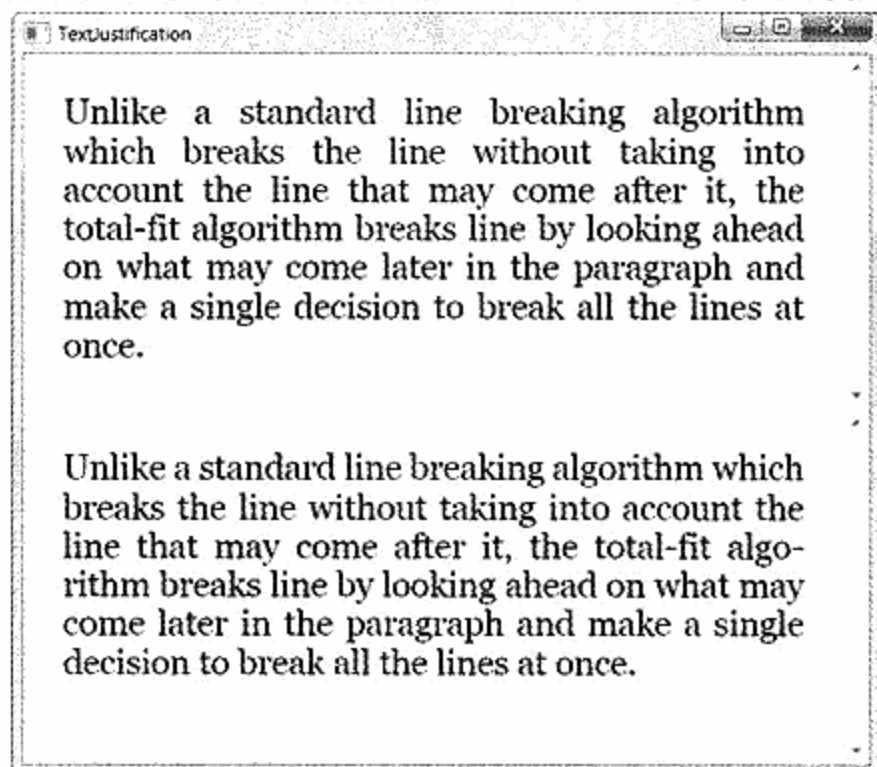 TextJustification
Unlike a standard line breaking algorithm
which breaks the line without taking into
account the line that may come after it, the
total-fit algorithm breaks line by looking ahead
on what may come later in the paragraph and
make a single decision to break all the lines at
once.
Unlike a standard line breaking algorithm which
breaks the line without taking into account the
line that may come after it, the total-fit algo-
rithm breaks line by looking ahead on what may
come later in the paragraph and make a single
decision to break all the lines at once.